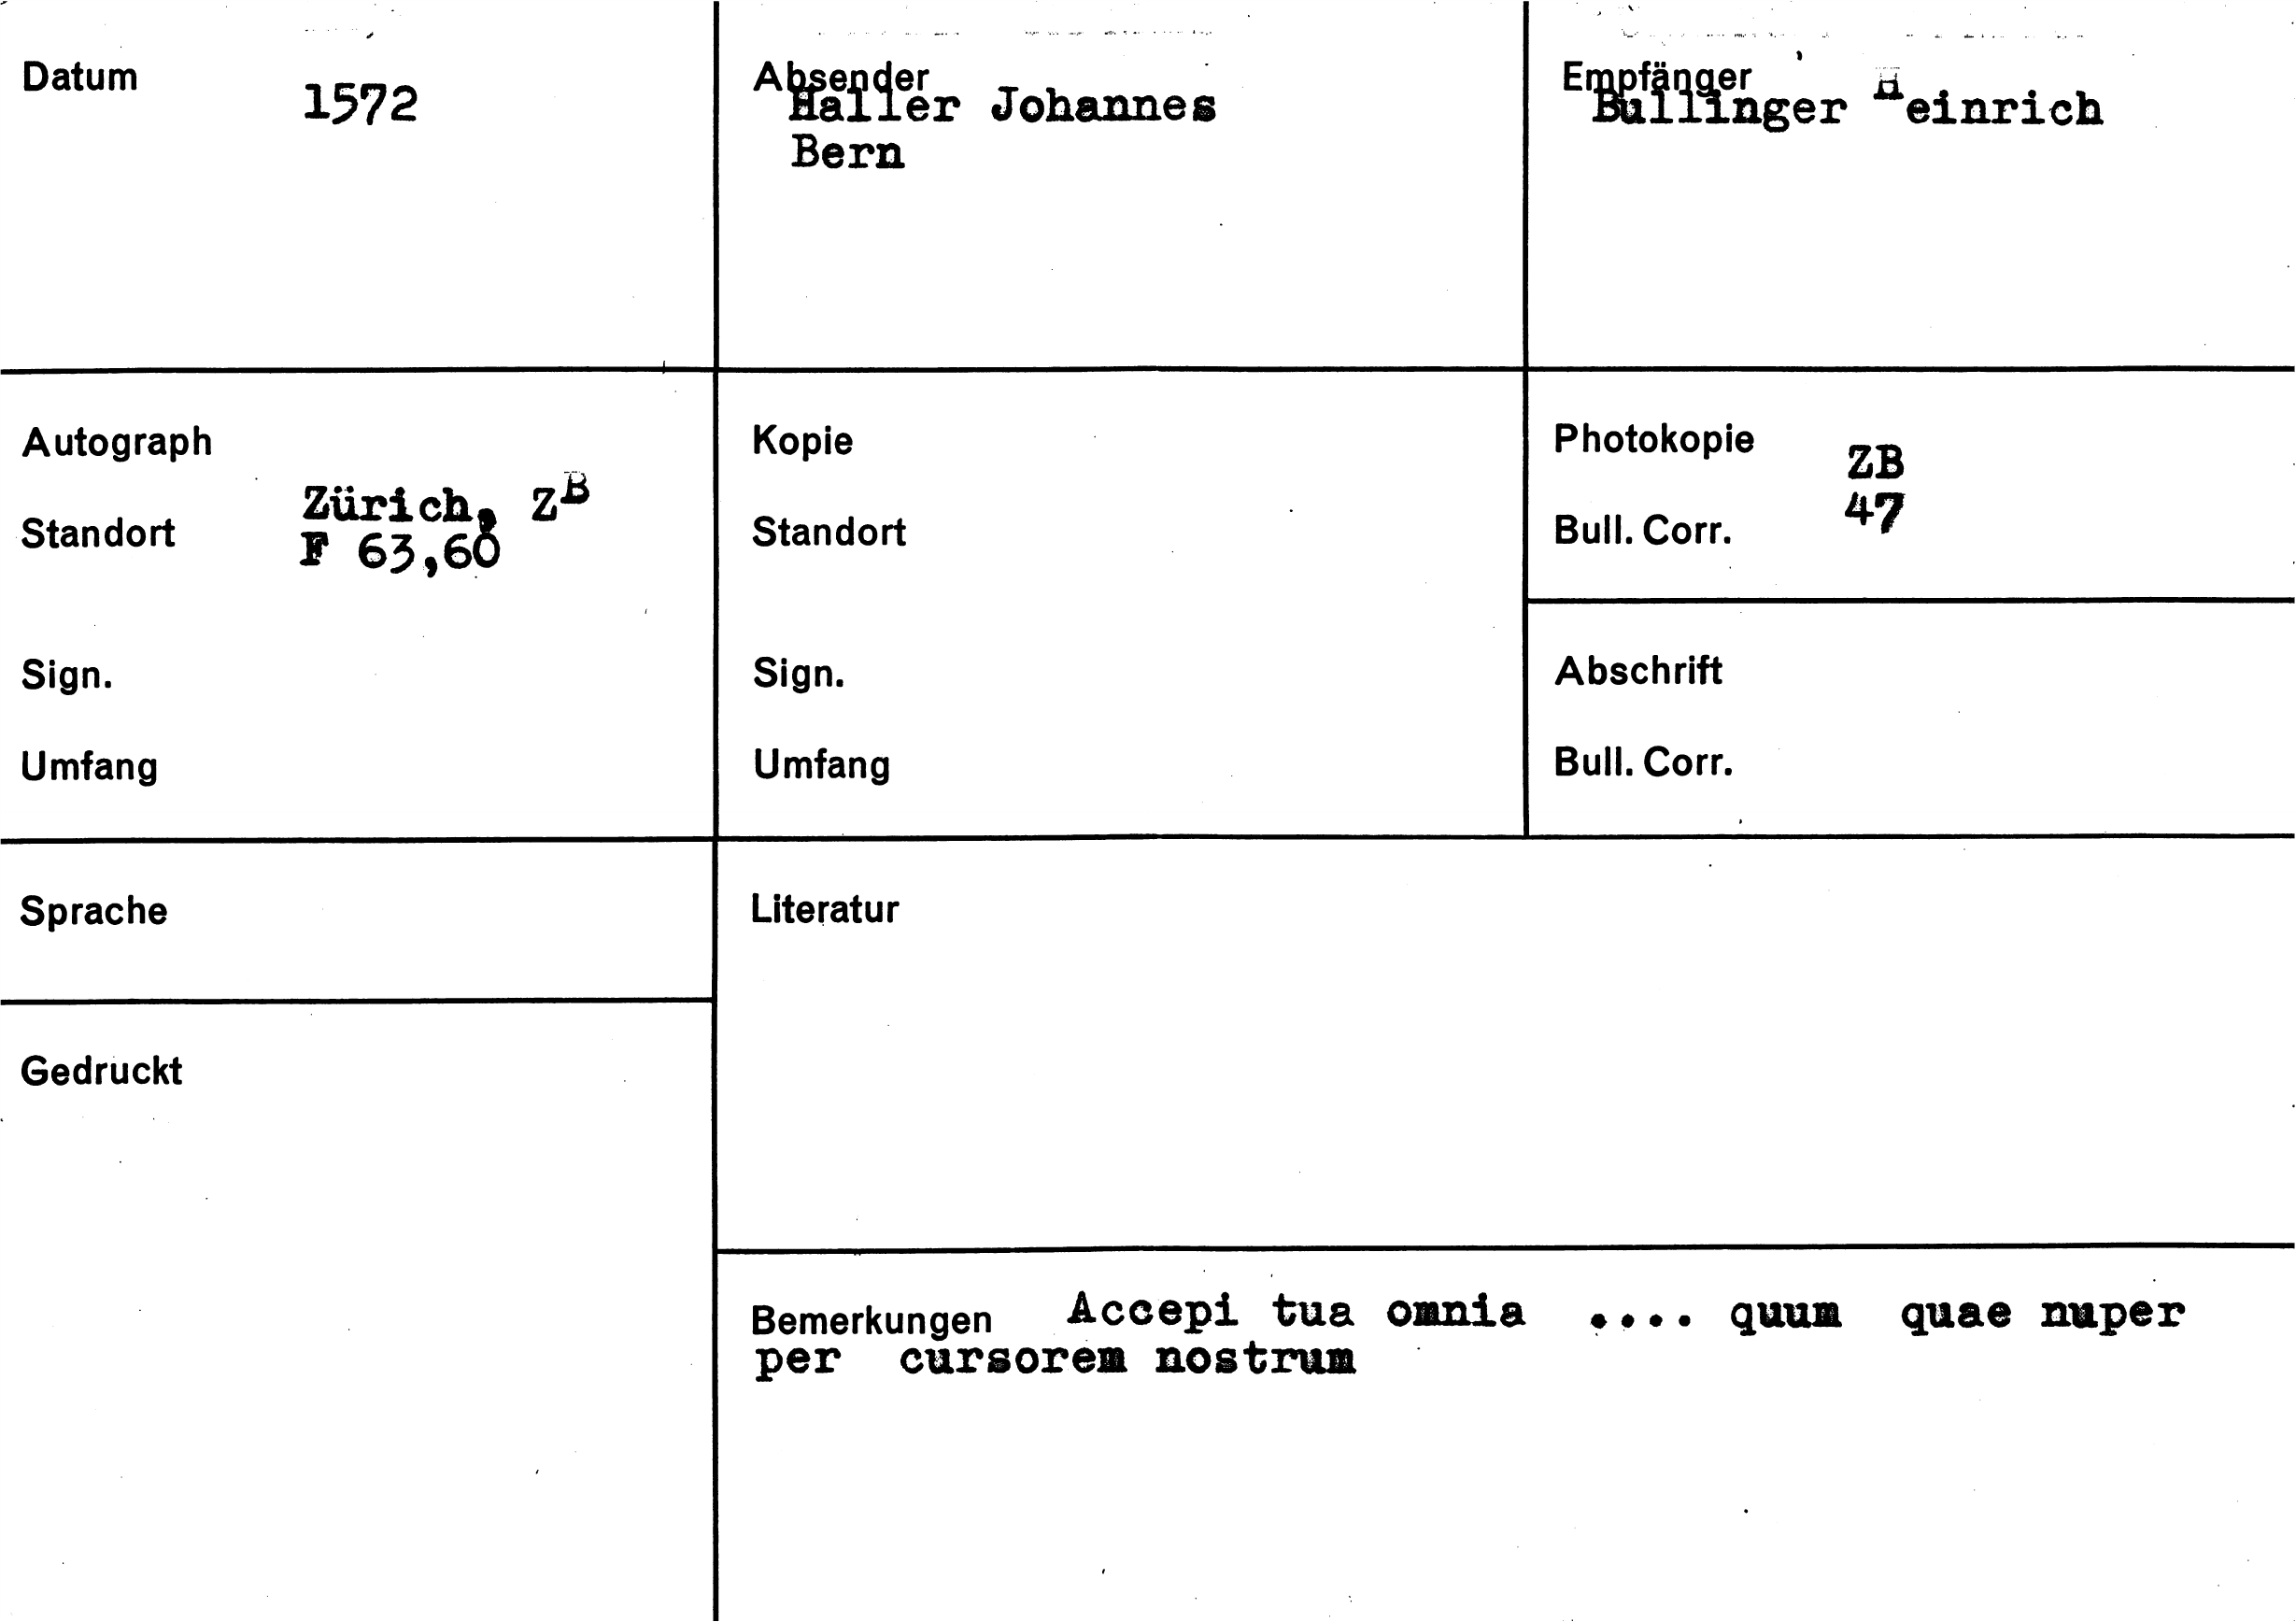 Datum 1572
Absender
Haller Johannes
Bern
Empfänger
Bullinger Heinrich
Autograph
Standort Zürich, ZB
F 63,60
Sign.
Umfang
Kopie
Standort
Sign.
Umfang
Photokopie ZB
Bull. Corr. 47
Abschrift
Bull. Corr.
Sprache
Literatur
Gedruckt
Bemerkungen Accepi tua omnia .... quum quae nuper
per cursorem nostrum